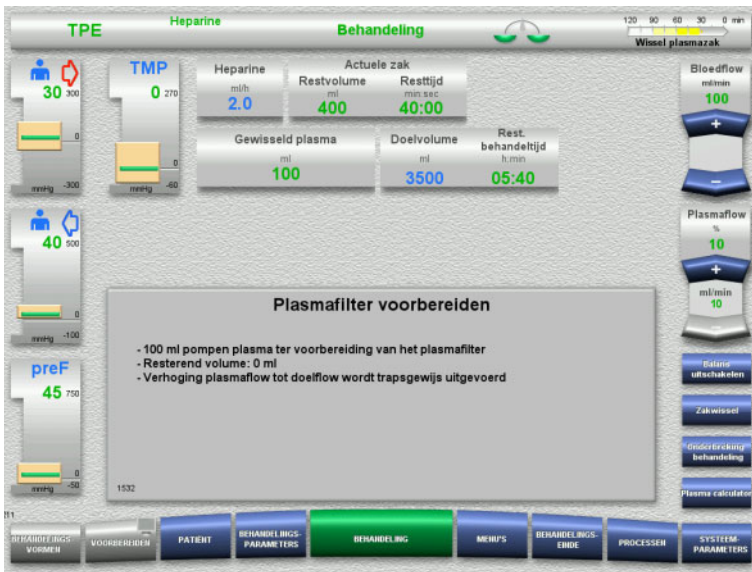 TPE
Heparine
Behandeling
120 90 60 30 0 min
Wissel plasmazak
30 300
0
mmHg -300
TMP
0 270
0
mmHg -60
Heparine
ml/h
2.0
Actuele zak
Restvolume Resttijd
ml min:sec
400 40:00
Gewisseld plasma
ml
100
Doelvolume
ml
3500
Rest.
behandeltijd
h:min
05:40
Bloedflow
ml/min
100
+
−
40 500
0
mmHg -100
Plasmaflow
%
10
+
ml/min
10
−
preF
45 750
0
mmHg -50
Plasmafilter voorbereiden
- 100 ml pompen plasma ter voorbereiding van het plasmafilter
- Resterend volume: 0 ml
- Verhoging plasmaflow tot doelflow wordt trapsgewijs uitgevoerd
1532
Balans
uitschakelen
Zakwissel
Onderbreking
behandeling
Plasma calculator
211
BEHANDELINGS-
VORMEN
VOORBEREIDEN
PATIËNT
BEHANDELINGS-
PARAMETERS
BEHANDELING
MENU'S
BEHANDELINGS-
EINDE
PROCESSEN
SYSTEEM-
PARAMETERS